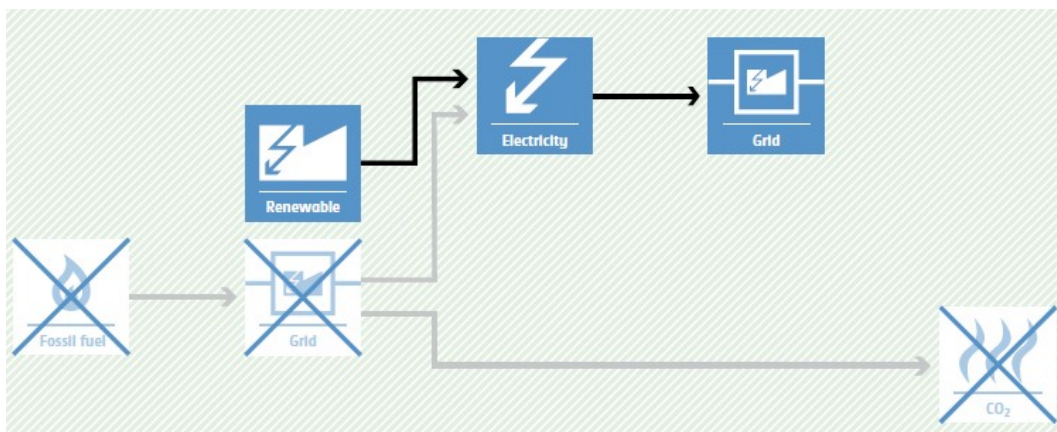 Electricity
Grid
Renewable
Fossil fuel
Grid
CO₂